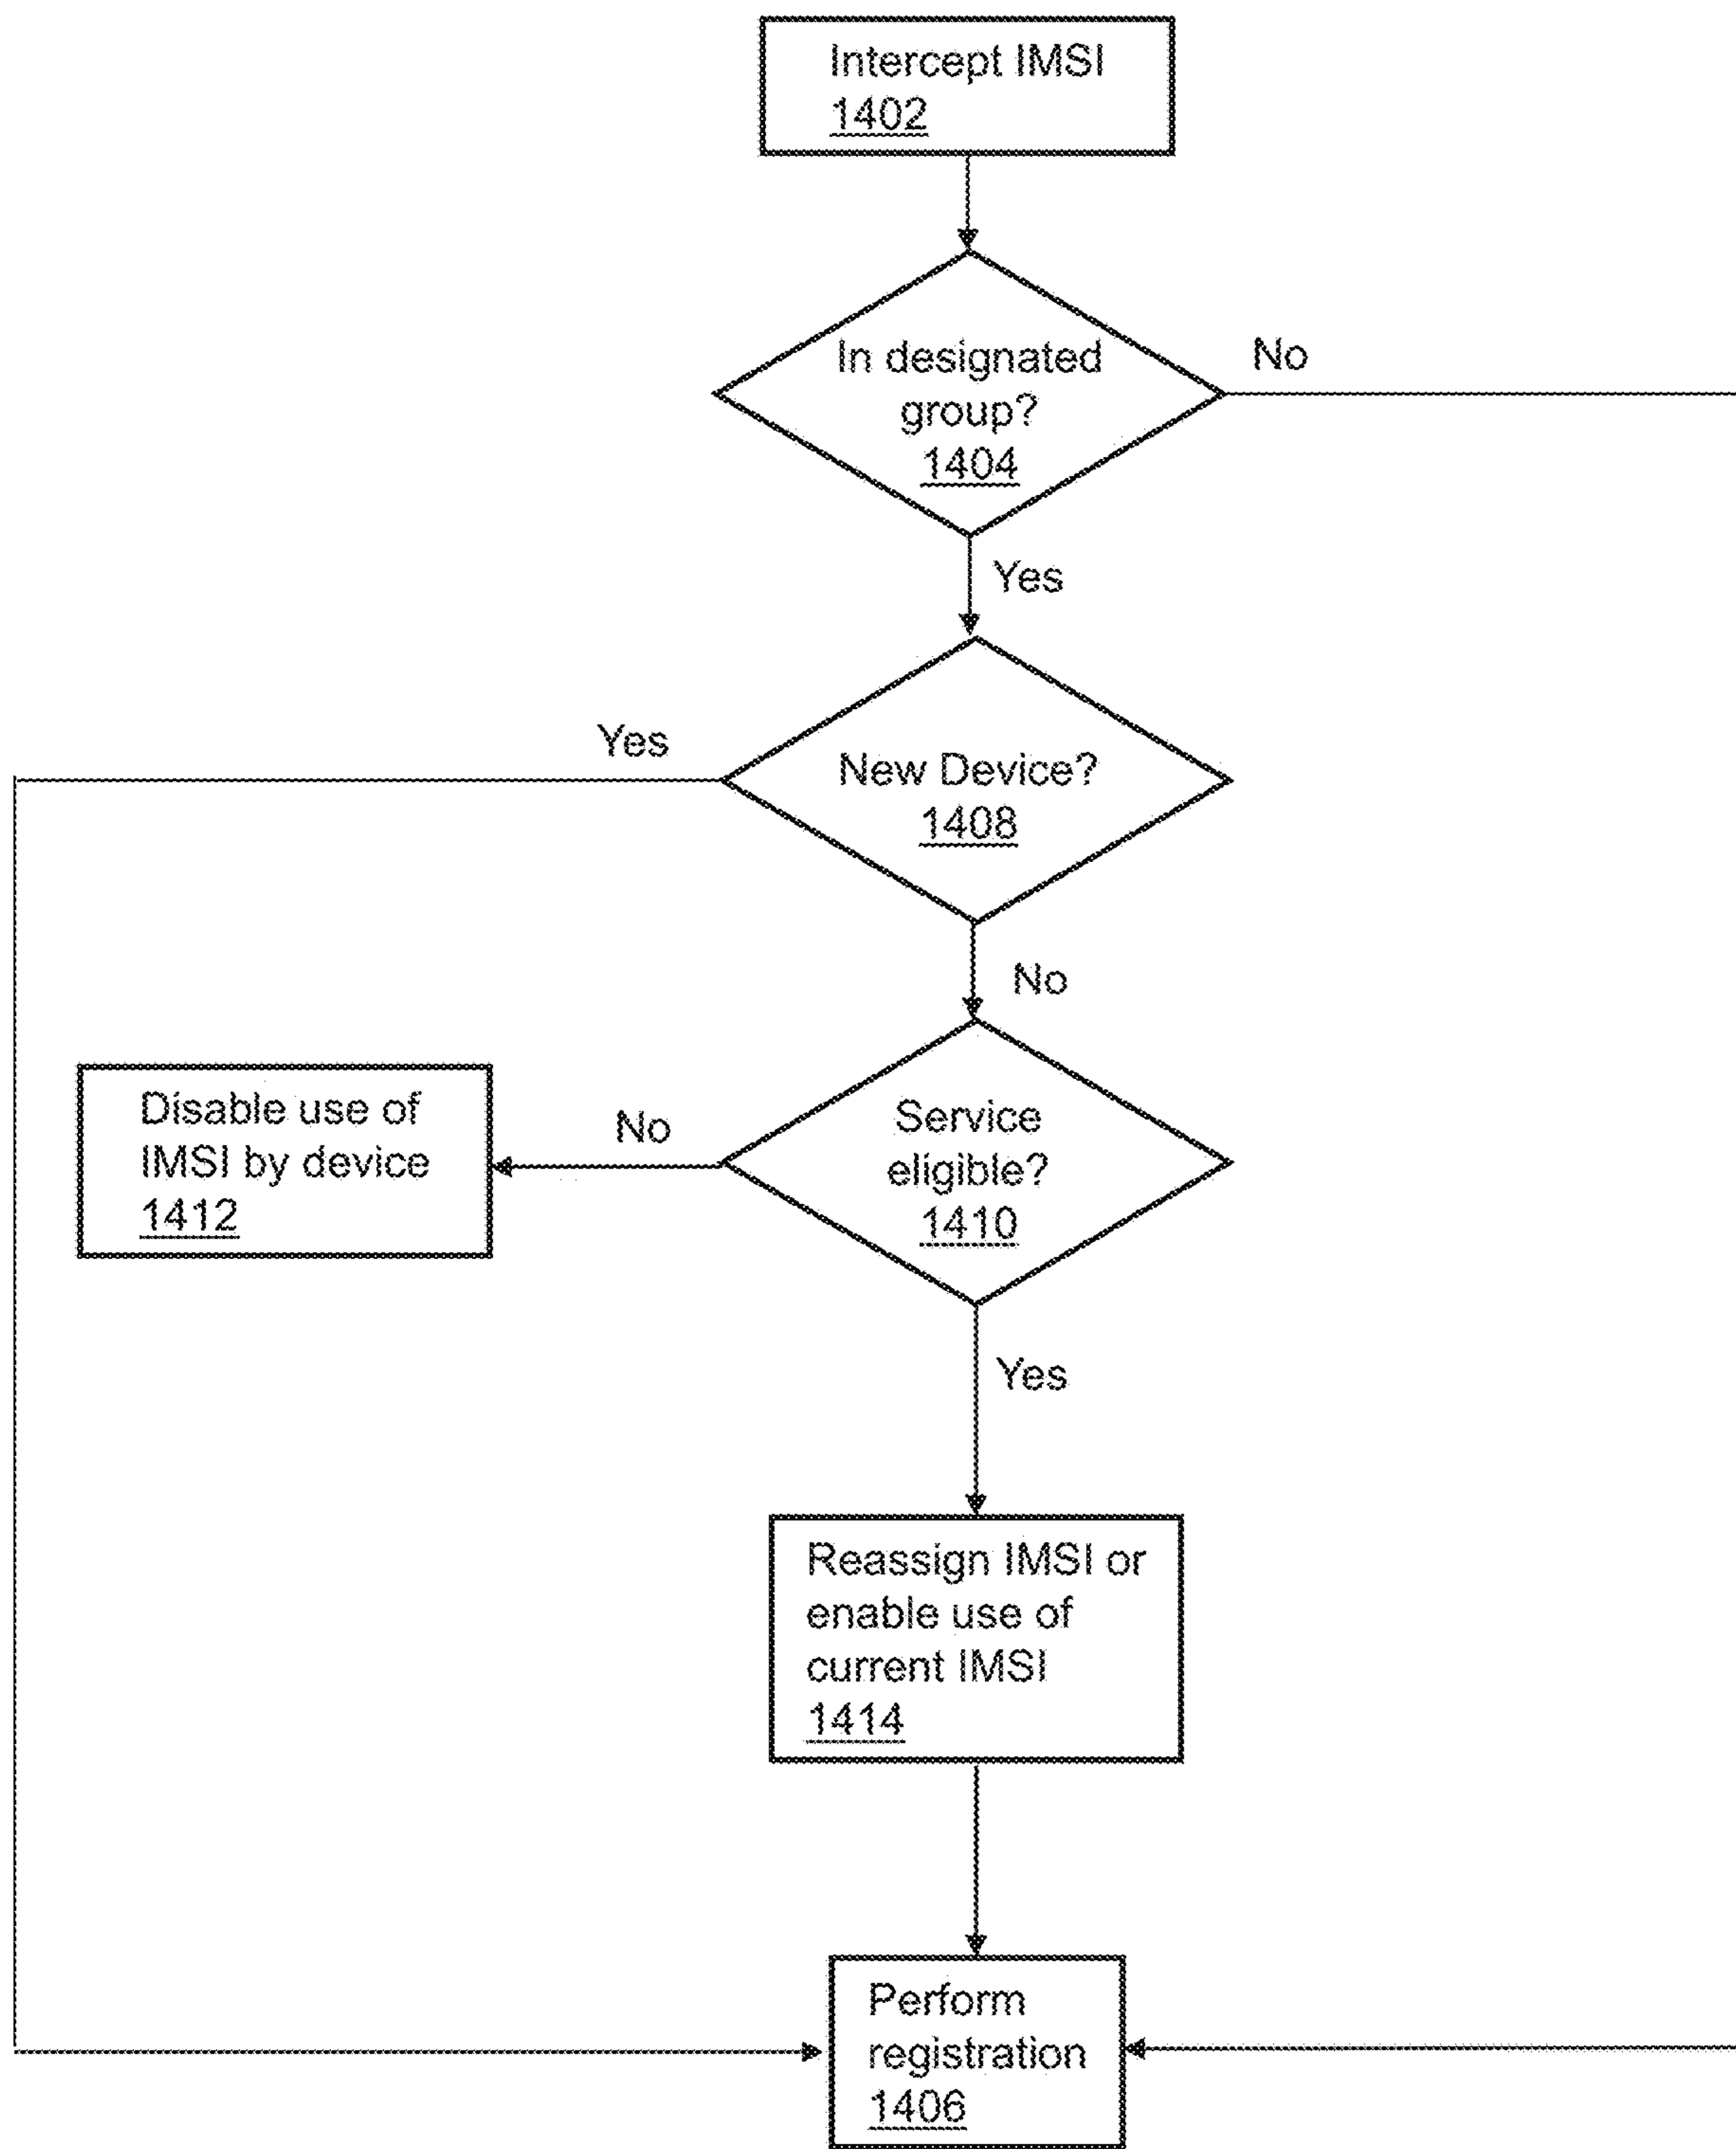 Intercept IMSI
1402
In designated
group?
1404
No
Yes
Yes
New Device?
1408
No
Disable use of
IMSI by device
1412
No
Service
eligible?
1410
Yes
Reassign IMSI or
enable use of
current IMSI
1414
Perform
registration
1406